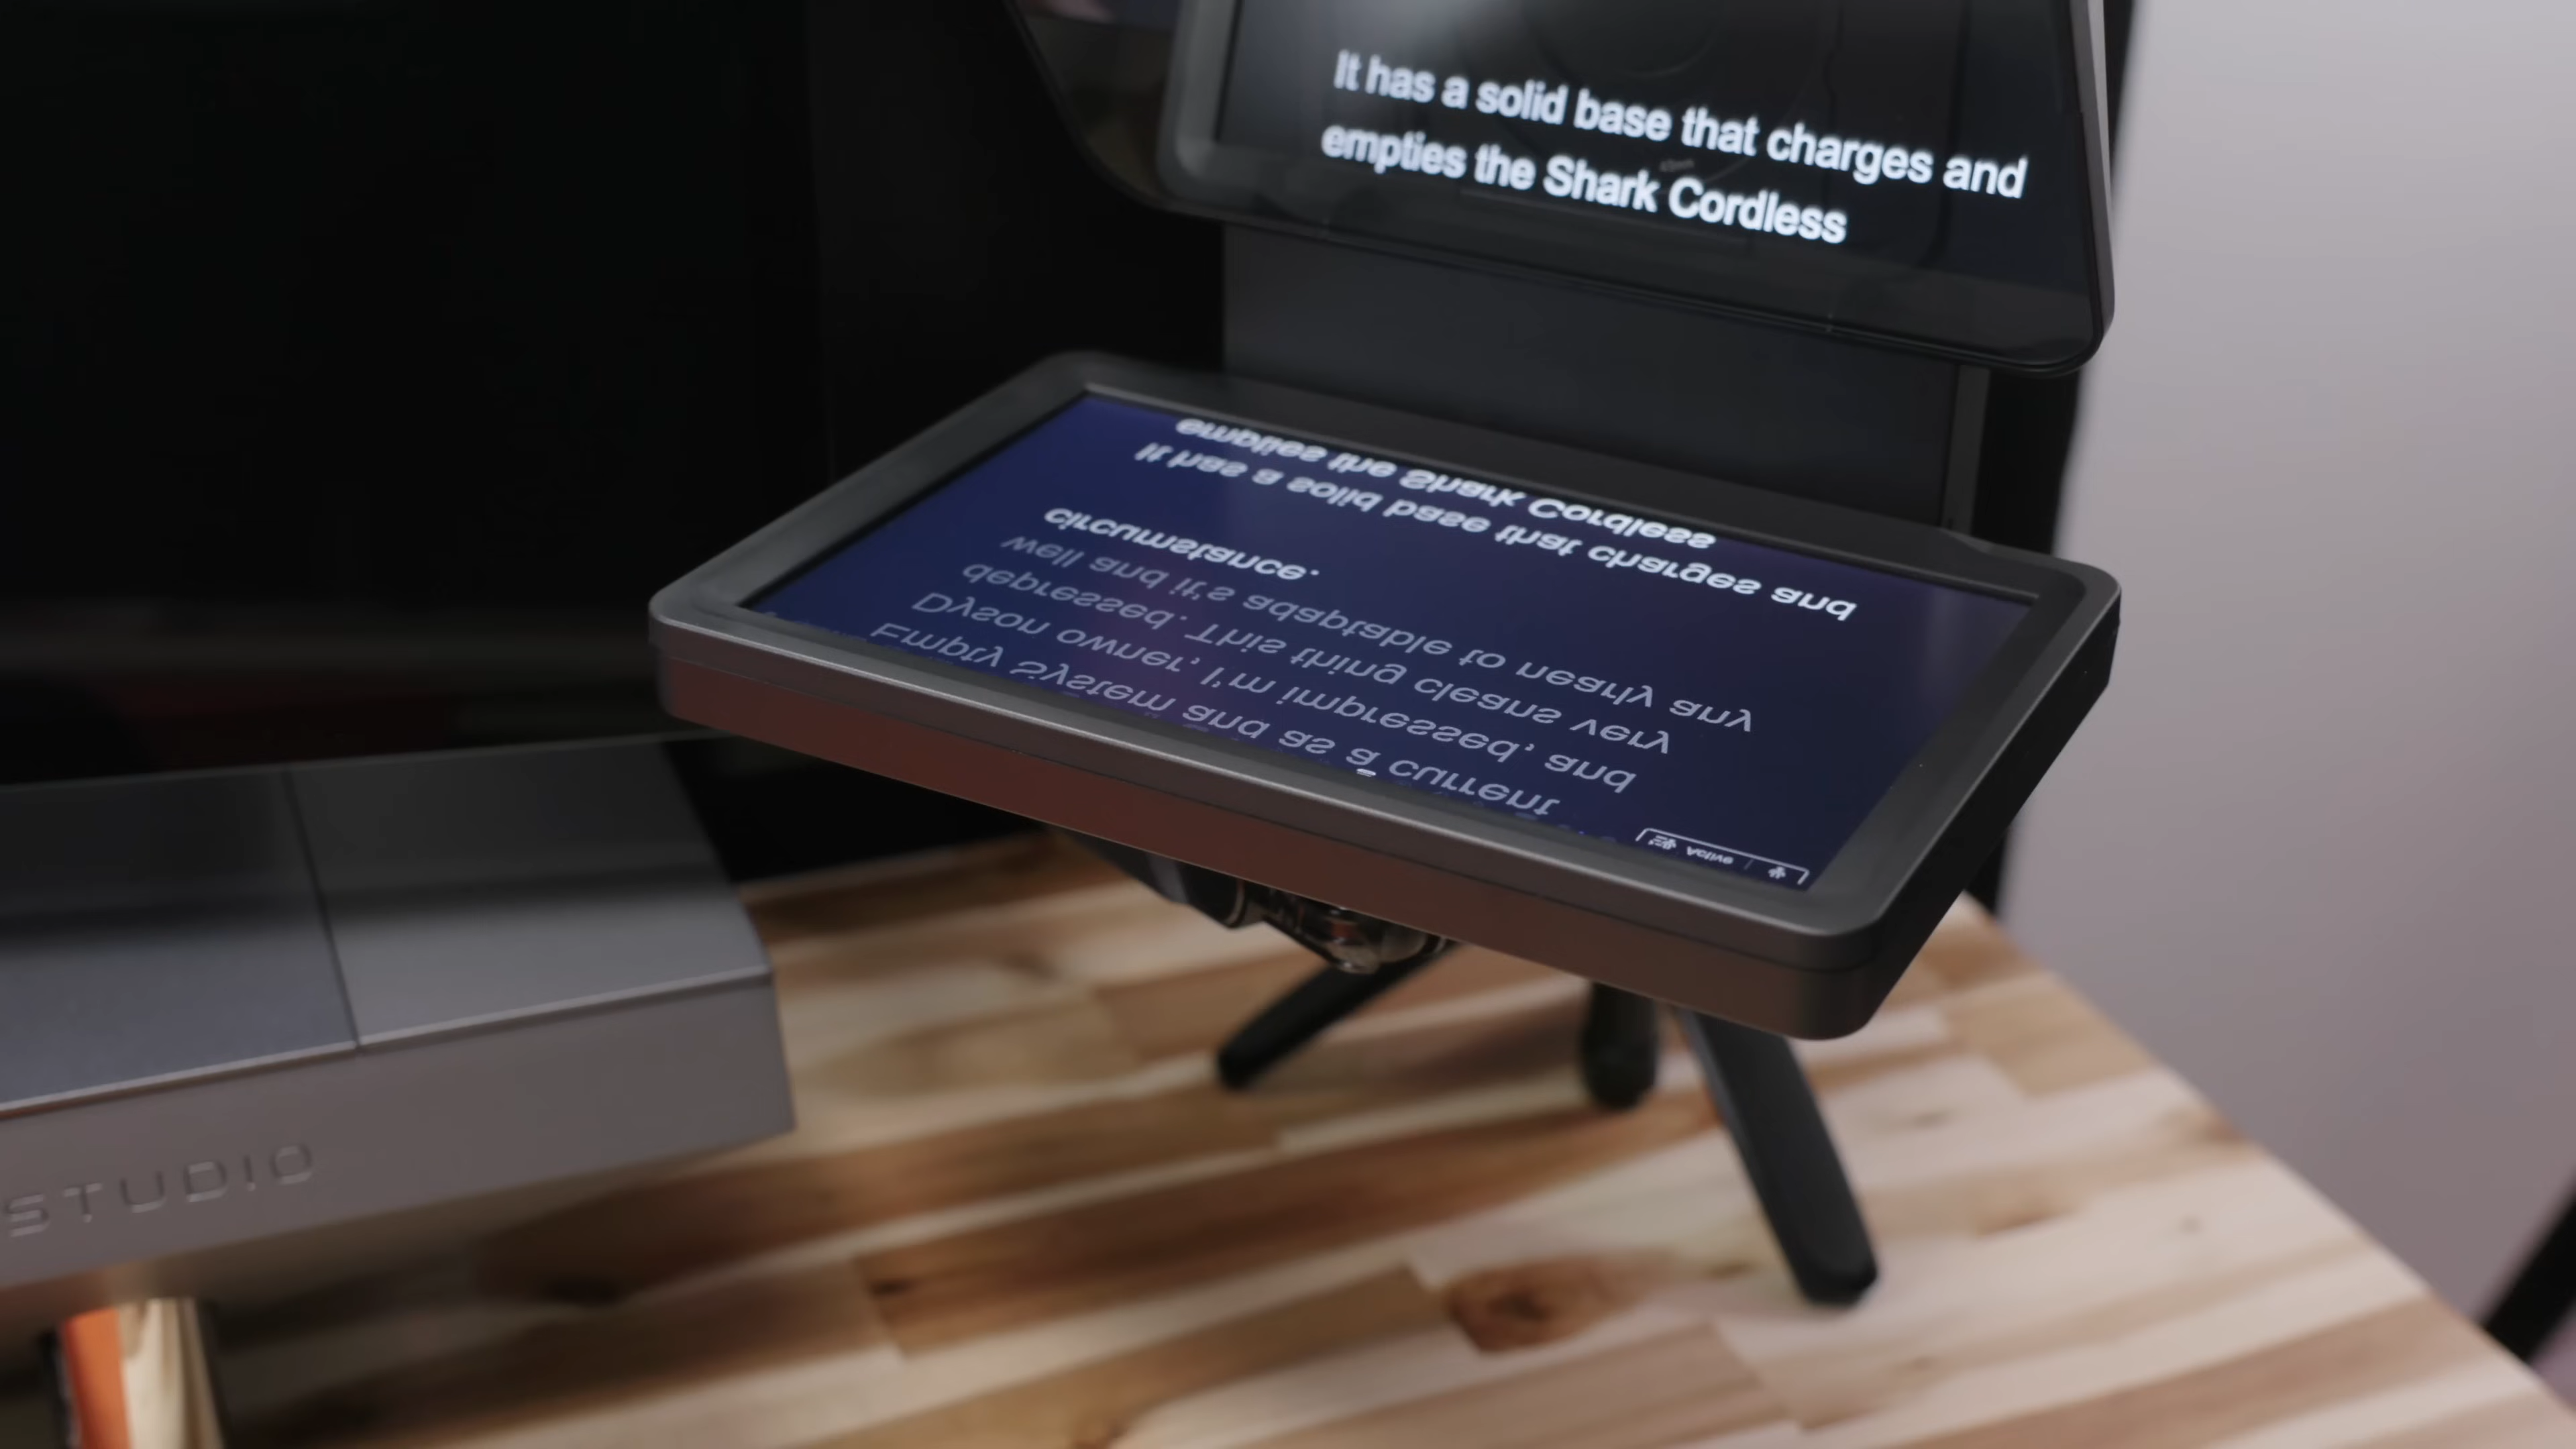 It has a solid base that charges and
empties the Shark Cordless
Empty System and as a current
Dyson owner, I'm impressed, and
depressed. This thing cleans very
well and it's adaptable to nearly any
circumstance.
It has a solid base that charges and
empties the Shark Cordless
Active
STUDIO